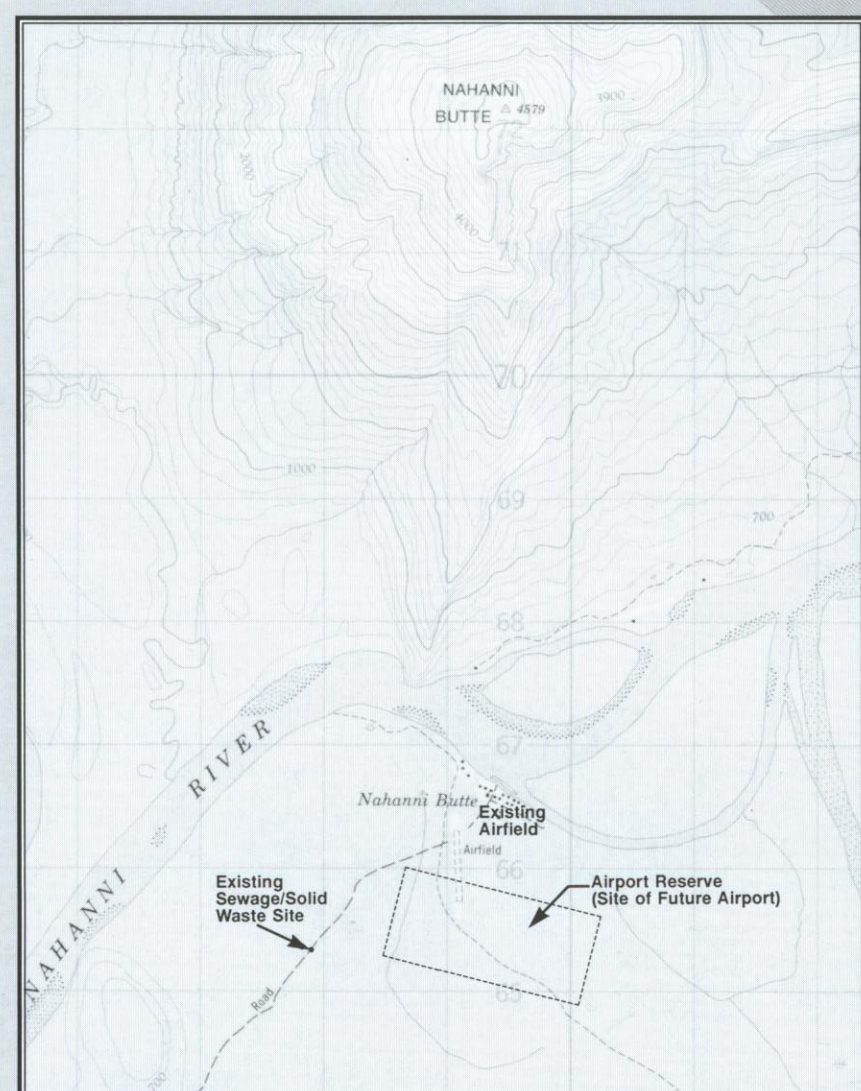 NAHANNI
BUTTE 4579
3900
2000
4000
71
70
1000
69
700
68
67
NAHANNI RIVER
Nahanni Butte
Existing
Airfield
Airfield
66
Existing
Sewage/Solid
Waste Site
Airport Reserve
(Site of Future Airport)
65
Road
700